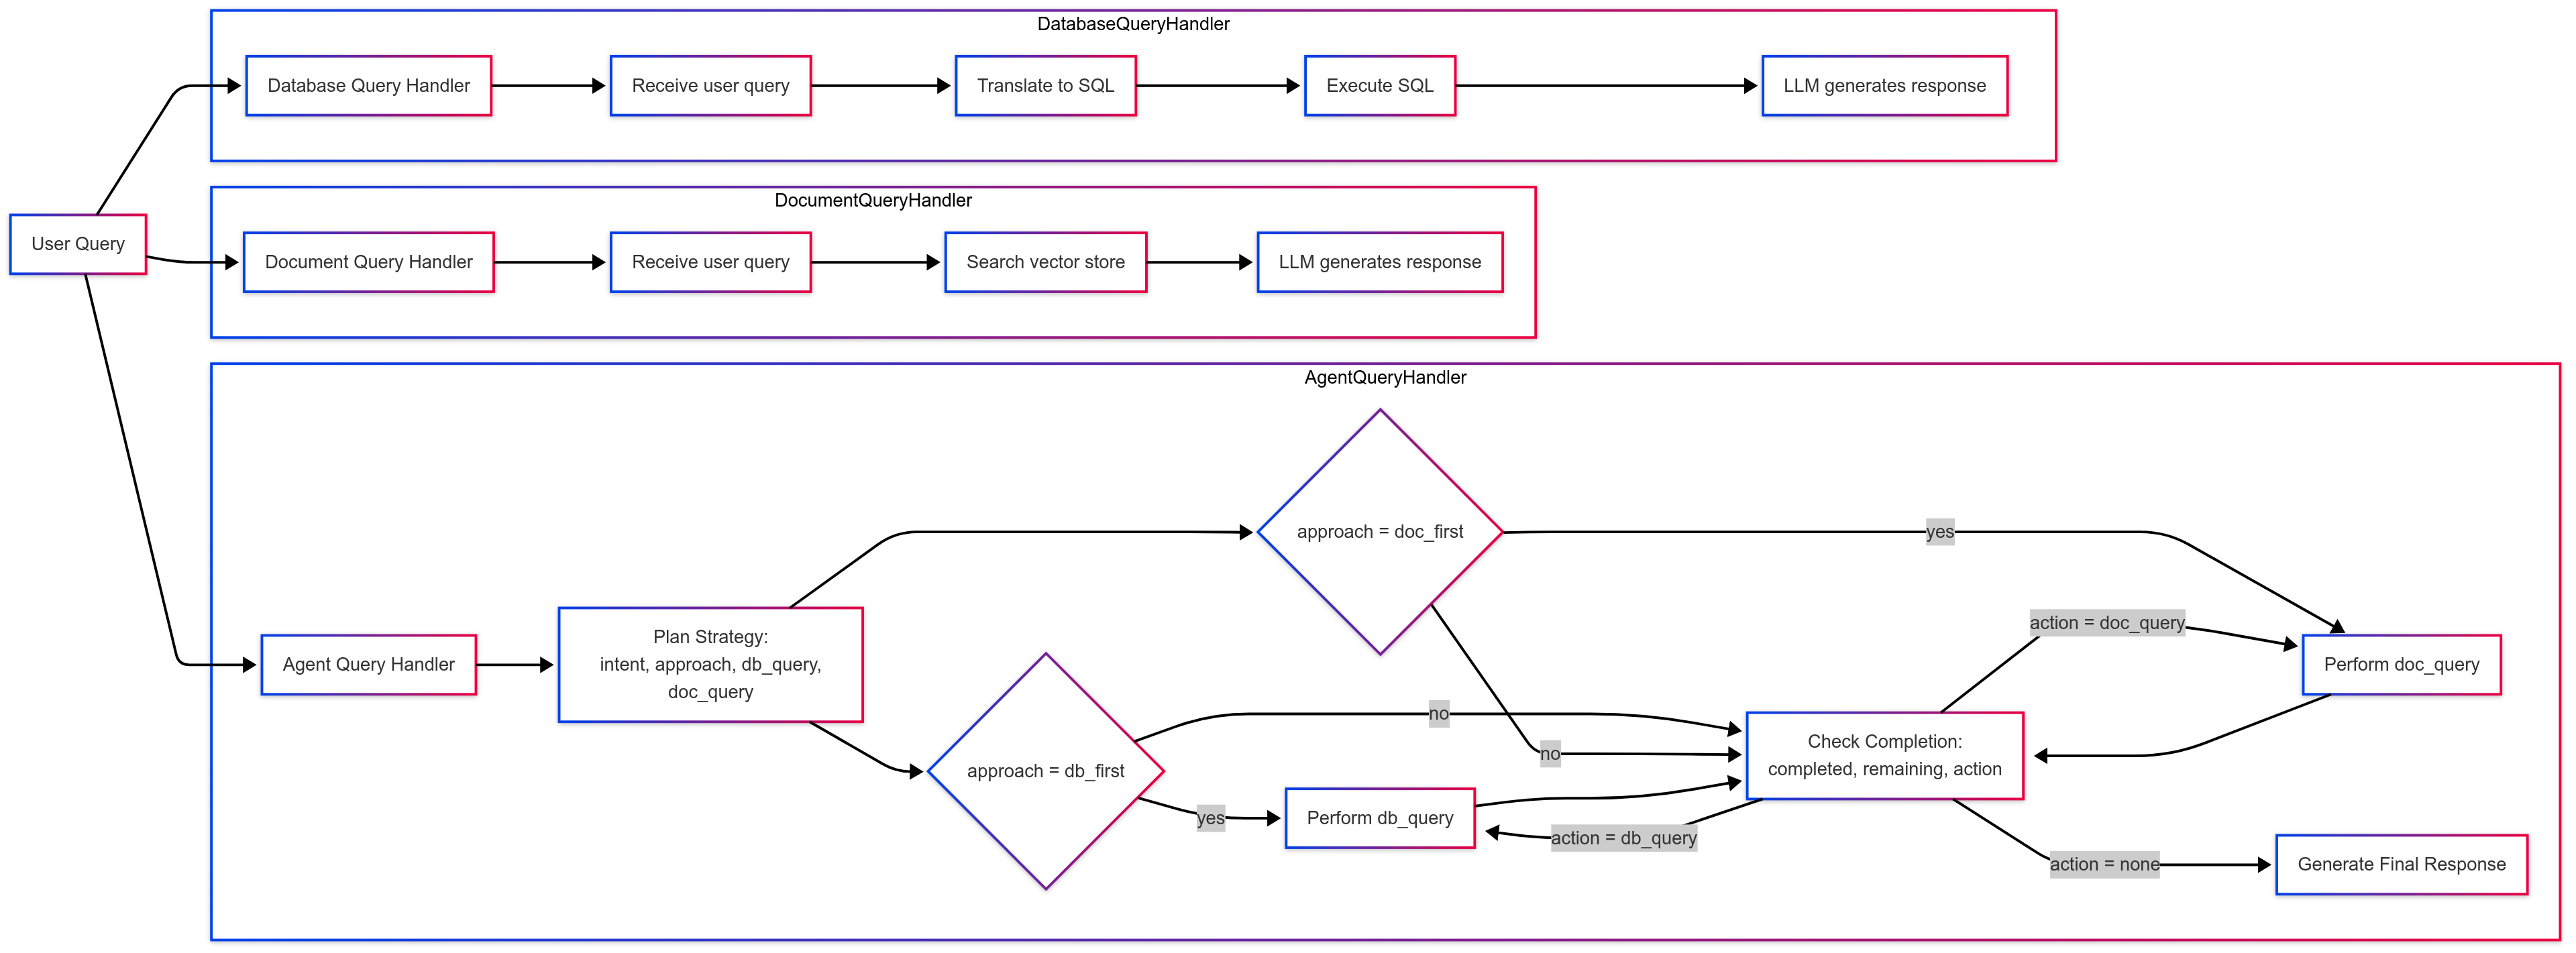 DatabaseQueryHandler
Database Query Handler
Receive user query
Translate to SQL
Execute SQL
LLM generates response
User Query
DocumentQueryHandler
Document Query Handler
Receive user query
Search vector store
LLM generates response
AgentQueryHandler
Agent Query Handler
Plan Strategy:
intent, approach, db_query,
doc_query
approach = doc_first
yes
no
approach = db_first
no
yes
Perform db_query
action = db_query
Check Completion:
completed, remaining, action
action = doc_query
Perform doc_query
action = none
Generate Final Response